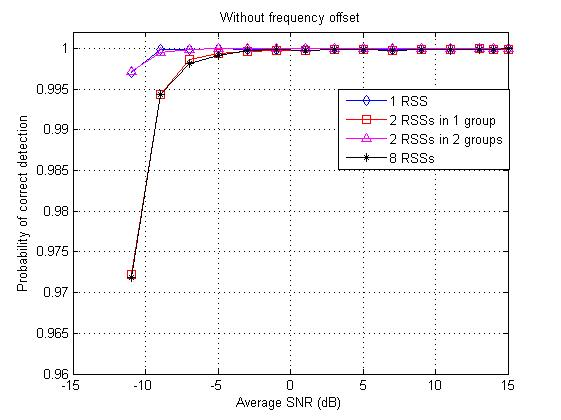 Without frequency offset
1
0.995
0.99
0.985
0.98
0.975
0.97
0.965
0.96
Probability of correct detection
1 RSS
2 RSSs in 1 group
2 RSSs in 2 groups
8 RSSs
-15 -10 -5 0 5 10 15
Average SNR (dB)